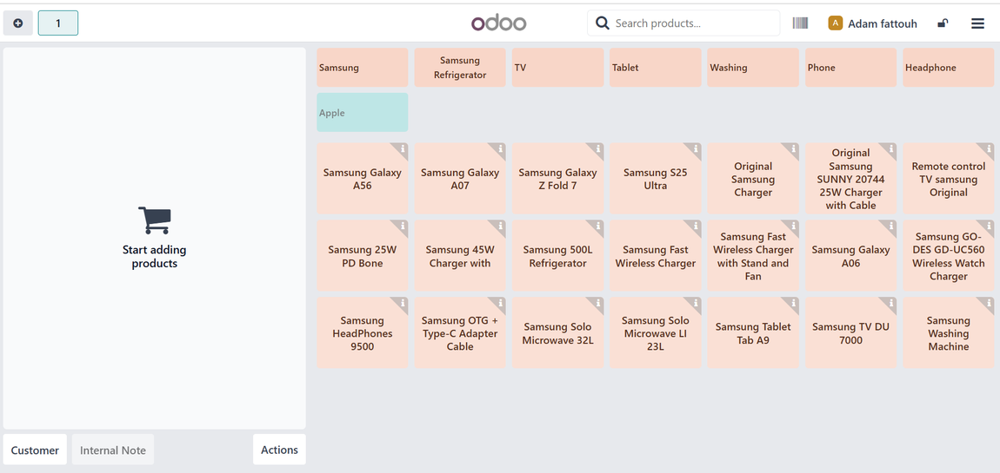 1
odoo
Search products...
A
Adam fattouh
Samsung
Samsung
Refrigerator
TV
Tablet
Washing
Phone
Headphone
Apple
Samsung Galaxy
A56
Samsung Galaxy
A07
Samsung Galaxy
Z Fold 7
Samsung S25
Ultra
Original
Samsung
Charger
Original
Samsung
SUNNY 20744
25W Charger
with Cable
Remote control
TV samsung
Original
Samsung 25W
PD Bone
Samsung 45W
Charger with
Samsung 500L
Refrigerator
Samsung Fast
Wireless Charger
Samsung Fast
Wireless Charger
with Stand and
Fan
Samsung Galaxy
A06
Samsung GO-
DES GD-UC560
Wireless Watch
Charger
Samsung
HeadPhones
9500
Samsung OTG +
Type-C Adapter
Cable
Samsung Solo
Microwave 32L
Samsung Solo
Microwave LI
23L
Samsung Tablet
Tab A9
Samsung TV DU
7000
Samsung
Washing
Machine
Start adding
products
Customer
Internal Note
Actions